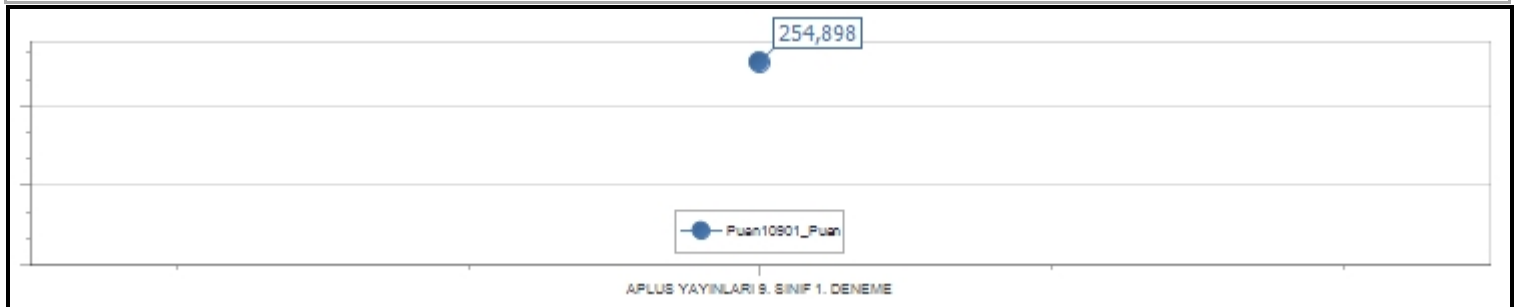 254,898
Puan10901_Puan
APLUS YAYINLARI 9. SINIF 1. DENEME